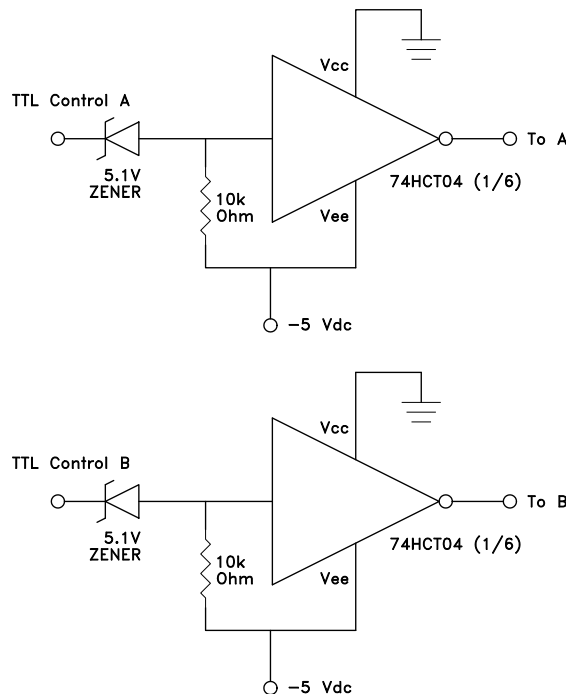 Vcc
TTL Control A
To A
5.1V
ZENER
74HCT04 (1/6)
10k
Ohm
Vee
-5 Vdc
Vcc
TTL Control B
To B
5.1V
ZENER
74HCT04 (1/6)
10k
Ohm
Vee
-5 Vdc